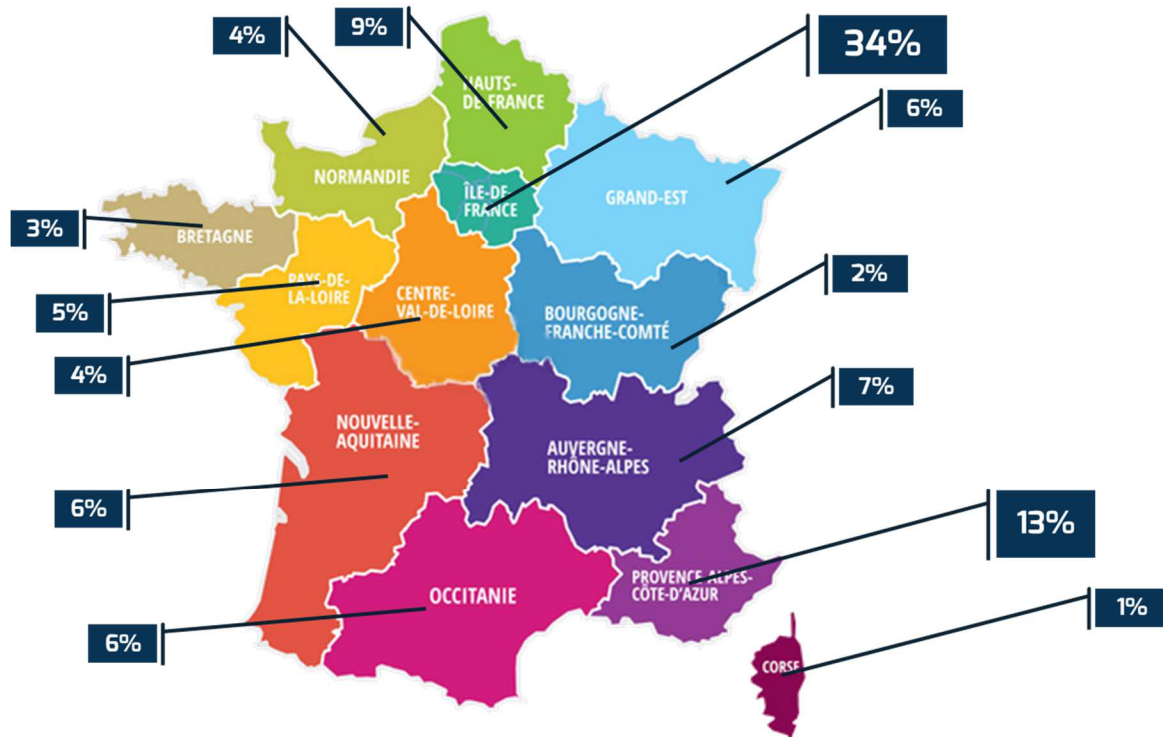 4%
9%
34%
6%
HAUTS-
DE-FRANCE
NORMANDIE
ÎLE-DE-
FRANCE
GRAND-EST
3%
BRETAGNE
PAYS-DE-
LA-LOIRE
CENTRE-
VAL-DE-LOIRE
BOURGOGNE-
FRANCHE-COMTÉ
2%
5%
4%
7%
NOUVELLE-
AQUITAINE
AUVERGNE-
RHÔNE-ALPES
6%
13%
OCCITANIE
PROVENCE-ALPES-
CÔTE-D'AZUR
1%
6%
CORSE